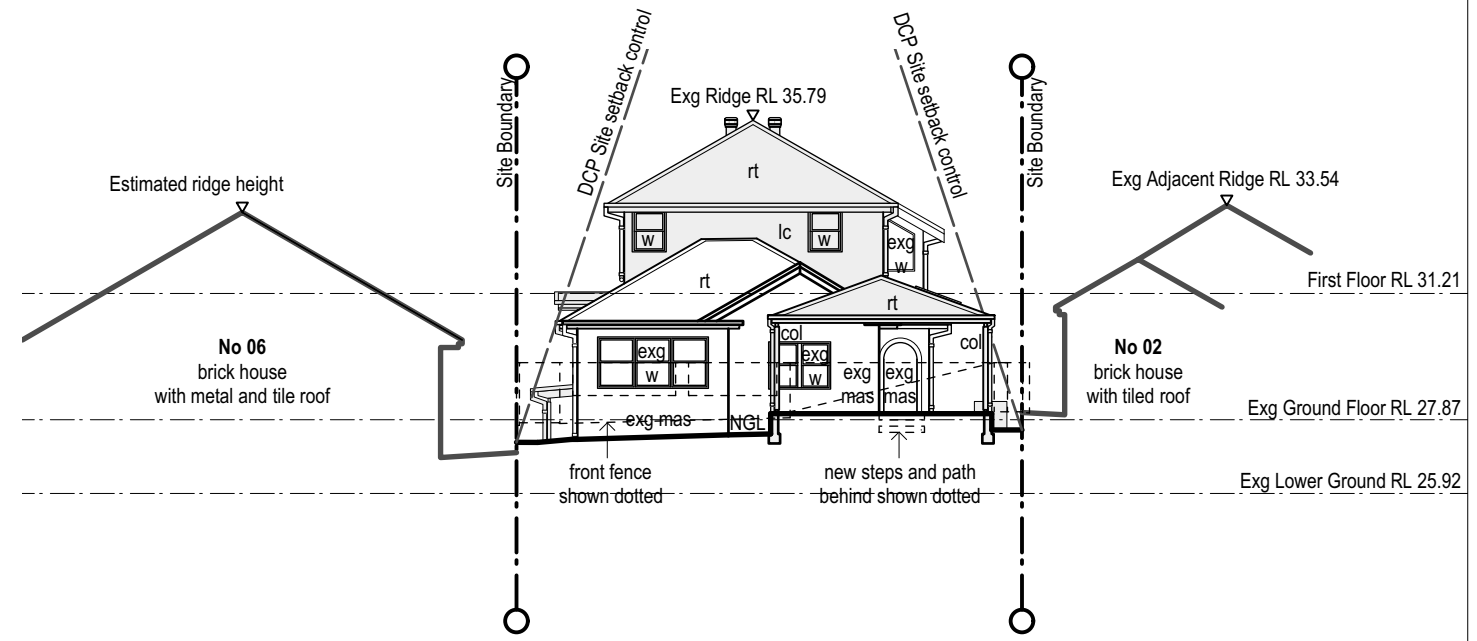 DCP Site setback control
DCP Site setback control
Site Boundary
Site Boundary
Exg Ridge RL 35.79
Estimated ridge height
Exg Adjacent Ridge RL 33.54
rt
lc
w
w
exg
w
rt
rt
First Floor RL 31.21
No 06
brick house
with metal and tile roof
col
col
exg
w
exg
w
exg
mas
exg
mas
No 02
brick house
with tiled roof
exg mas
NGL
Exg Ground Floor RL 27.87
front fence
shown dotted
new steps and path
behind shown dotted
Exg Lower Ground RL 25.92